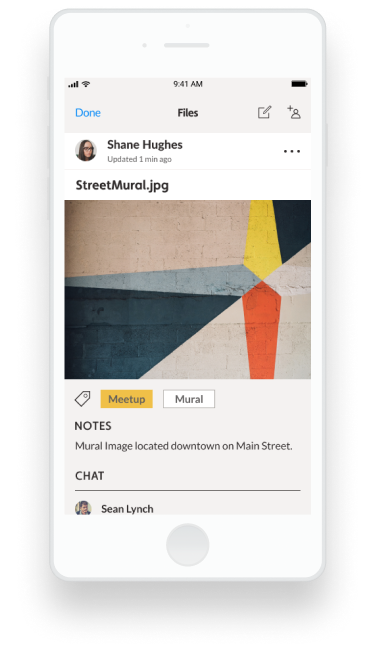 9:41 AM
Done Files
Shane Hughes
Updated 1 min ago
StreetMural.jpg
Meetup Mural
NOTES
Mural Image located downtown on Main Street.
CHAT
Sean Lynch